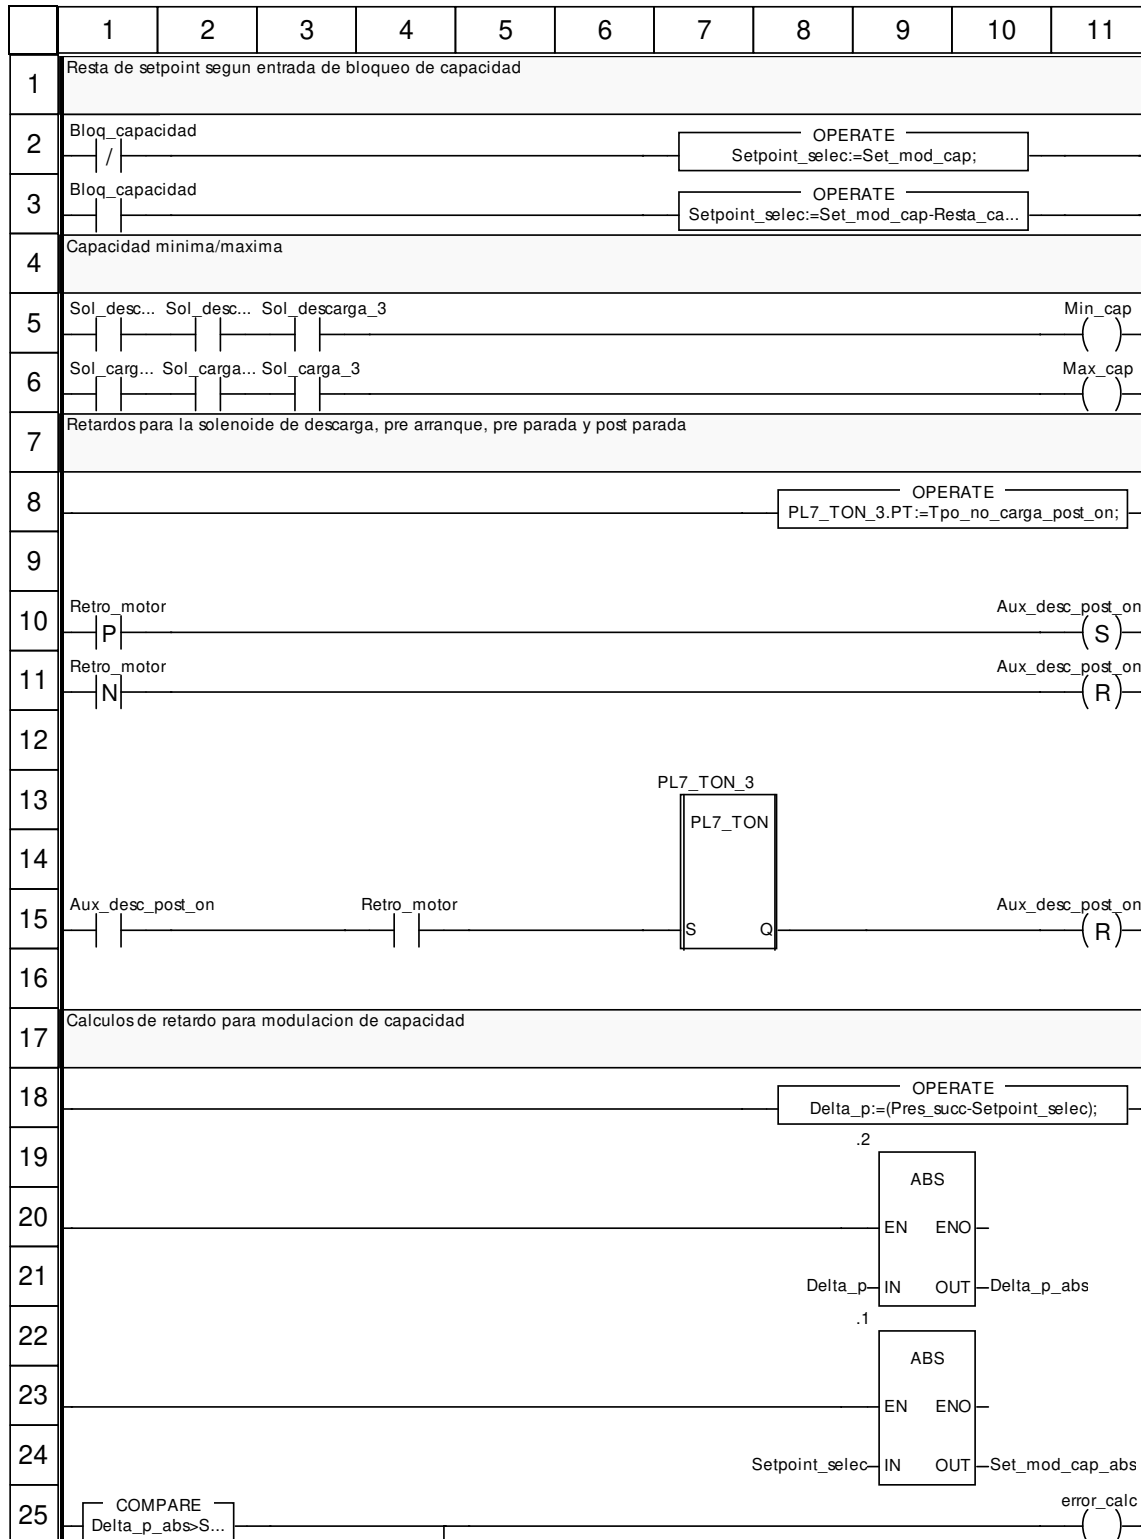 1 2 3 4 5 6 7 8 9 10 11
1
Resta de setpoint segun entrada de bloqueo de capacidad
2
Bloq_capacidad
/
OPERATE
Setpoint_selec:=Set_mod_cap;
3
Bloq_capacidad
OPERATE
Setpoint_selec:=Set_mod_cap-Resta_ca...
4
Capacidad minima/maxima
5
Sol_desc... Sol_desc... Sol_descarga_3 Min_cap
6
Sol_carg... Sol_carga... Sol_carga_3 Max_cap
7
Retardos para la solenoide de descarga, pre arranque, pre parada y post parada
8
OPERATE
PL7_TON_3.PT:=Tpo_no_carga_post_on;
9
10
Retro_motor Aux_desc_post_on
P S
11
Retro_motor Aux_desc_post_on
N R
12
13
PL7_TON_3
PL7_TON
14
15
Aux_desc_post_on Retro_motor Aux_desc_post_on
S Q R
16
17
Calculos de retardo para modulacion de capacidad
18
OPERATE
Delta_p:=(Pres_succ-Setpoint_selec);
19
.2
ABS
20
EN ENO
21
Delta_p IN OUT Delta_p_abs
22
.1
ABS
23
EN ENO
24
Setpoint_selec IN OUT Set_mod_cap_abs
25
COMPARE error_calc
Delta_p_abs>S...